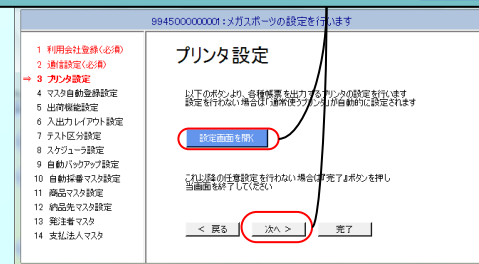 994500000001:メガスポーツの設定を行います
1 利用会社登録(必須)
2 通信設定(必須)
⇒ 3 プリンタ設定
4 マスタ自動登録設定
5 出荷機能設定
6 入出力レイアウト設定
7 テスト区分設定
8 スケジューラ設定
9 自動バックアップ設定
10 自動採番マスタ設定
11 商品マスタ設定
12 納品先マスタ設定
13 発注者マスタ
14 支払法人マスタ
プリンタ設定
以下のボタンより、各種帳票を出力するプリンタの設定を行います
設定を行わない場合は「通常使うプリンタ」が自動的に設定されます
設定画面を開く
これ以降の任意設定を行わない場合は『完了』ボタンを押し
当画面を終了してください
< 戻る
次へ >
完了